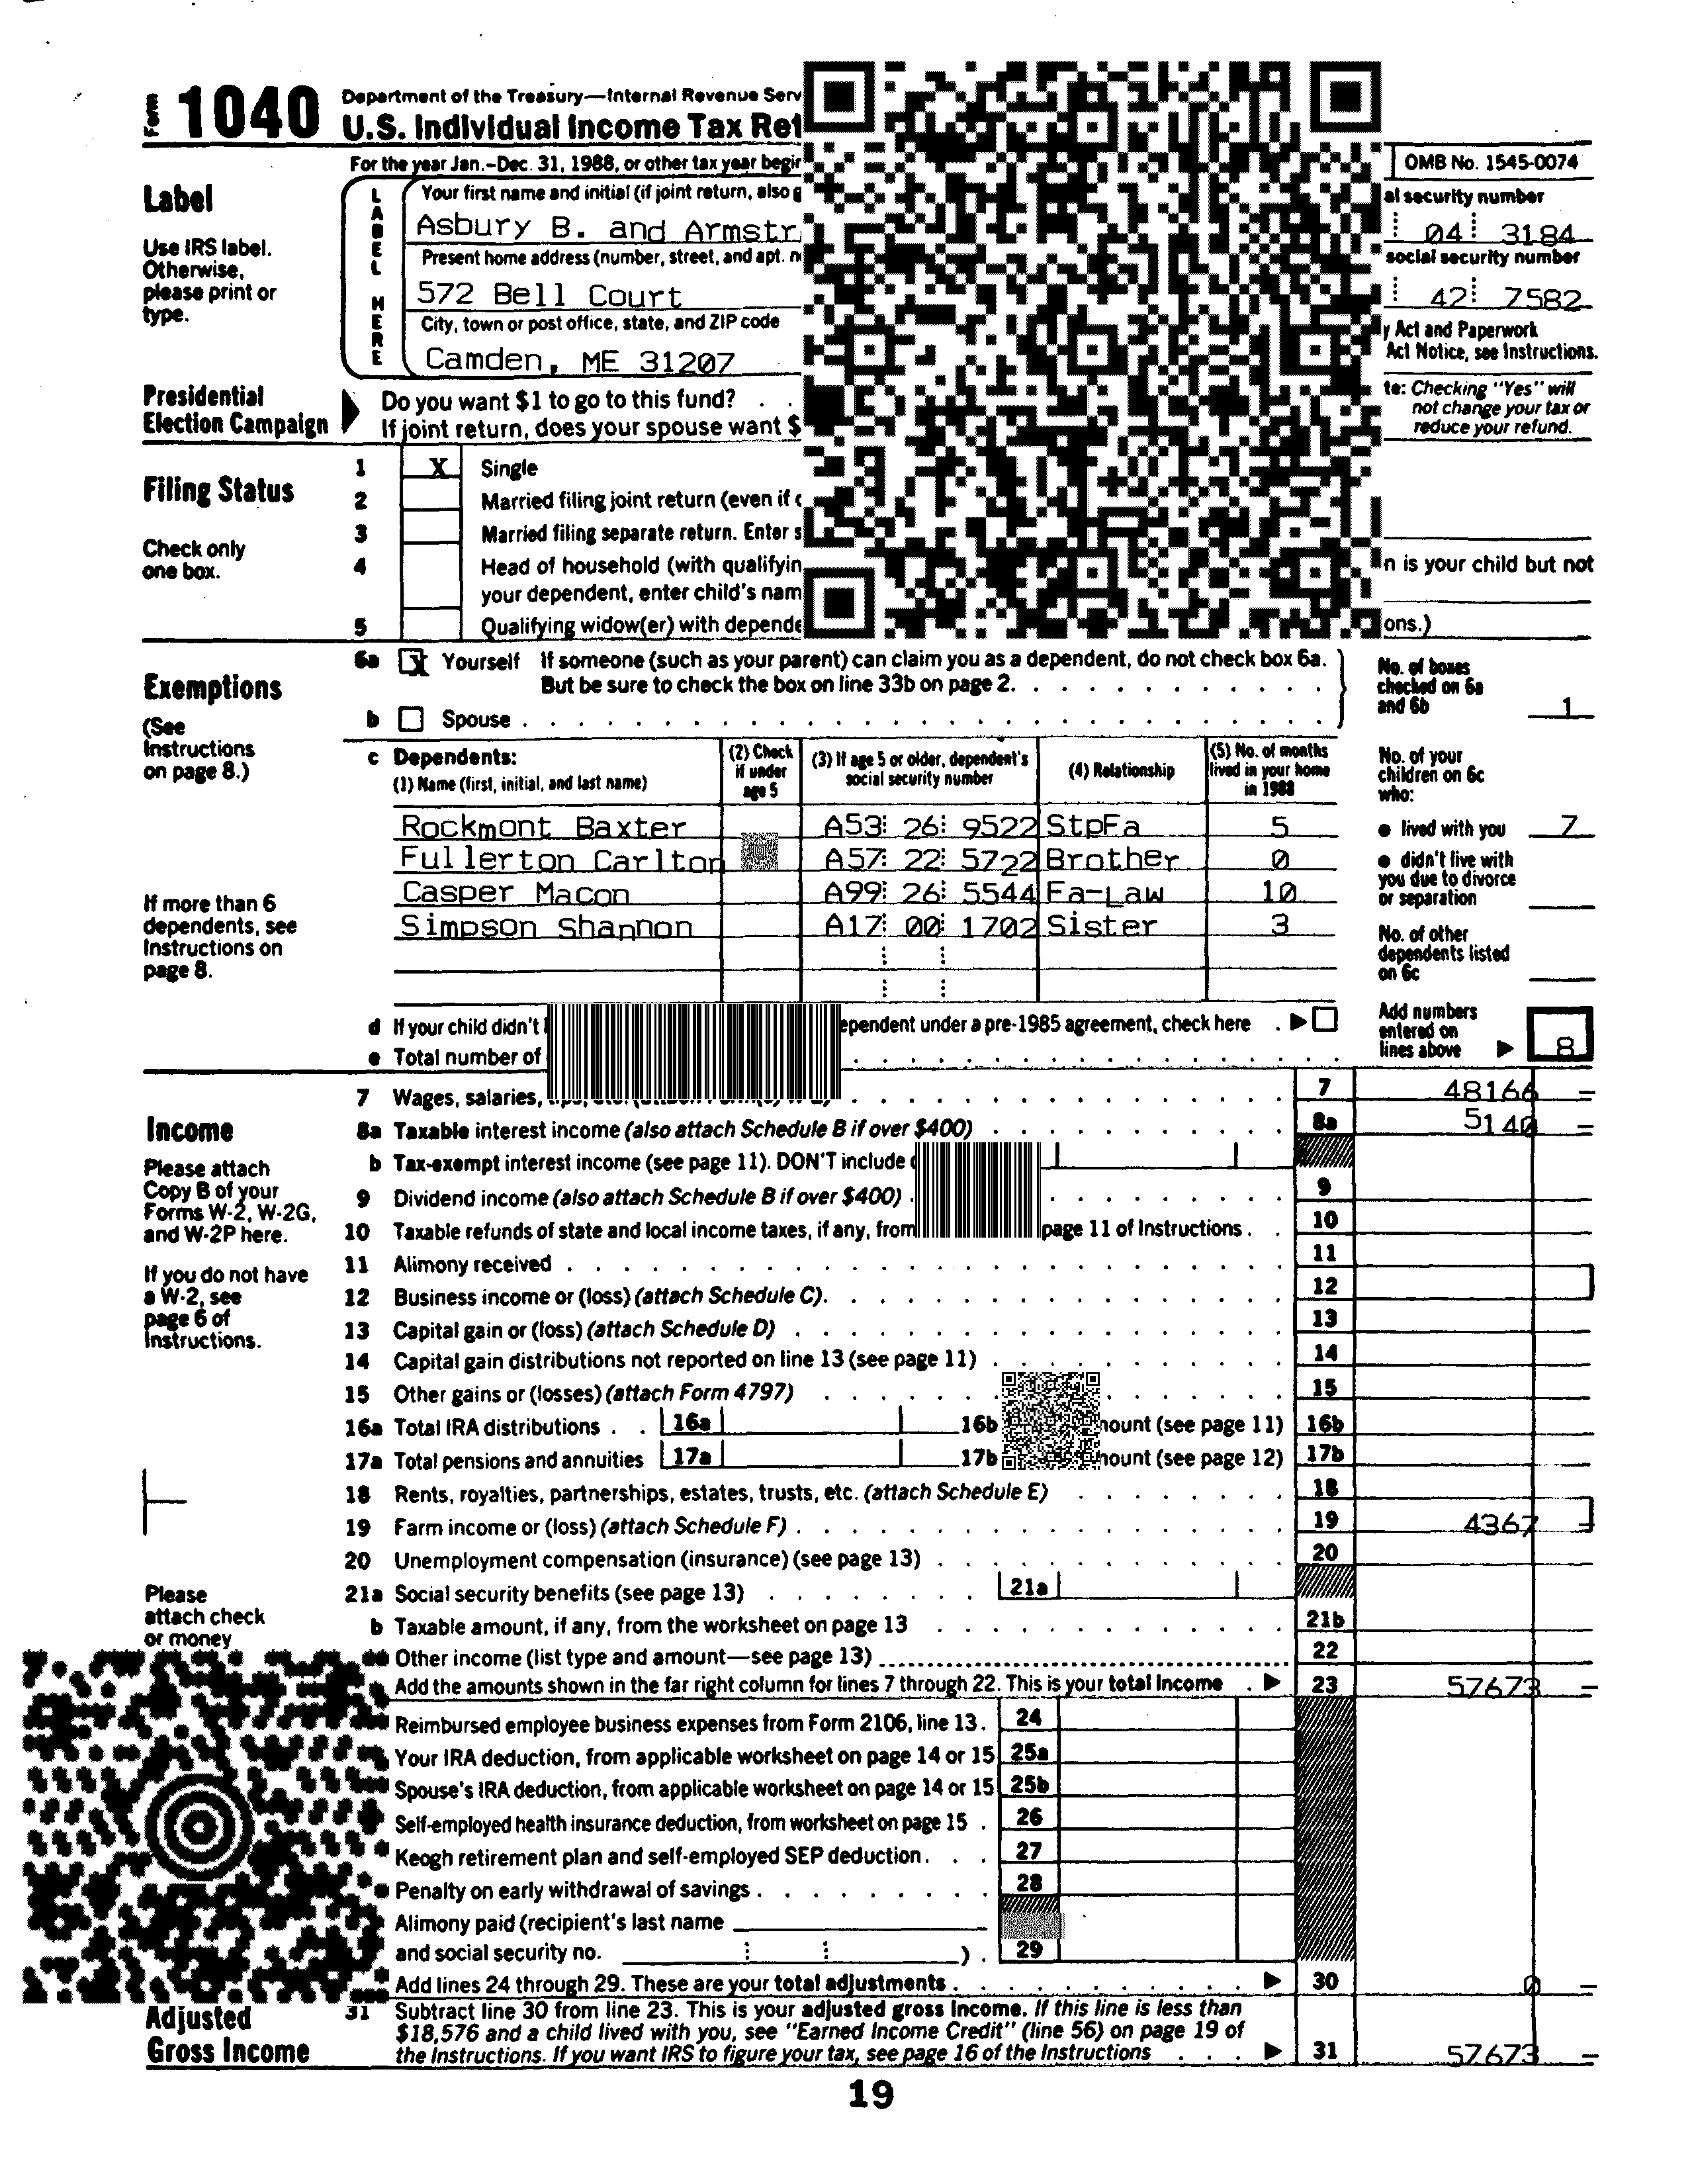 Form 1040 Department of the Treasury—Internal Revenue
U.S. Individual Income Tax
For the year Jan.-Dec. 31, 1988, or other tax year
OMB No. 1545-0074
Label
Use IRS label.
Otherwise,
please print or
type.
LABEL HERE
Your first name and initial (if joint return, also
security number
Asbury B. and
04 3184
Present home address (number, street, and apt.
social security number
572 Bell Court
42 7582
City, town or post office, state, and ZIP code
Act and Paperwork
Act Notice, see Instructions.
Camden, ME 31207
Presidential
Election Campaign
Do you want $1 to go to this fund? . .
If joint return, does your spouse want
Checking "Yes" will
not change your tax or
reduce your refund.
Filing Status
Check only
one box.
1 X Single
2 Married filing joint return (even if
3 Married filing separate return. Enter
4 Head of household (with
is your child but not
your dependent, enter child's
5 Qualifying widow(er) with
Exemptions
(See
Instructions
on page 8.)
If more than 6
dependents, see
Instructions on
page 8.
6a X Yourself If someone (such as your parent) can claim you as a dependent, do not check box 6a.
But be sure to check the box on line 33b on page 2.
b Spouse
No. of boxes
checked on 6a
and 6b 1
c Dependents:
(1) Name (first, initial, and last name)
(2) Check
if under
age 5
(3) If age 5 or older, dependent's
social security number
(4) Relationship
(5) No. of months
lived in your home
in 1988
No. of your
children on 6c
who:
Rockmont Baxter A53 26 9522 StpFa 5
● lived with you 7
Fullerton Carlton A57 22 5722 Brother 0
● didn't live with
you due to divorce
or separation
Casper Macon A99 26 5544 Fa-Law 10
Simpson Shannon A17 00 1702 Sister 3
No. of other
dependents listed
on 6c
d If your child didn't
under a pre-1985 agreement, check here . ▶
e Total number of
Add numbers
entered on
lines above ▶ 8
Income
Please attach
Copy B of your
Forms W-2, W-2G,
and W-2P here.
If you do not have
a W-2, see
page 6 of
Instructions.
Please
attach check
or money
7 Wages, salaries, 7 48166 –
8a Taxable interest income (also attach Schedule B if over $400) 8a 5140 –
b Tax-exempt interest income (see page 11). DON'T include
9 Dividend income (also attach Schedule B if over $400) . 9
10 Taxable refunds of state and local income taxes, if any, from page 11 of Instructions . 10
11 Alimony received 11
12 Business income or (loss) (attach Schedule C). 12
13 Capital gain or (loss) (attach Schedule D) 13
14 Capital gain distributions not reported on line 13 (see page 11) 14
15 Other gains or (losses) (attach Form 4797) 15
16a Total IRA distributions . . 16a 16b (see page 11) 16b
17a Total pensions and annuities 17a 17b (see page 12) 17b
18 Rents, royalties, partnerships, estates, trusts, etc. (attach Schedule E) 18
19 Farm income or (loss) (attach Schedule F) 19 4367 –
20 Unemployment compensation (insurance) (see page 13) 20
21a Social security benefits (see page 13) 21a
b Taxable amount, if any, from the worksheet on page 13 21b
Other income (list type and amount—see page 13) 22
Add the amounts shown in the far right column for lines 7 through 22. This is your total income . ▶ 23 57673 –
Reimbursed employee business expenses from Form 2106, line 13 . 24
Your IRA deduction, from applicable worksheet on page 14 or 15 25a
Spouse's IRA deduction, from applicable worksheet on page 14 or 15 25b
Self-employed health insurance deduction, from worksheet on page 15 . 26
Keogh retirement plan and self-employed SEP deduction . . . 27
Penalty on early withdrawal of savings 28
Alimony paid (recipient's last name
and social security no. ) . 29
Add lines 24 through 29. These are your total adjustments ▶ 30 0 –
Adjusted
Gross Income
31 Subtract line 30 from line 23. This is your adjusted gross income. If this line is less than
$18,576 and a child lived with you, see "Earned Income Credit" (line 56) on page 19 of
the Instructions. If you want IRS to figure your tax, see page 16 of the Instructions . . . ▶ 31 57673 –
19